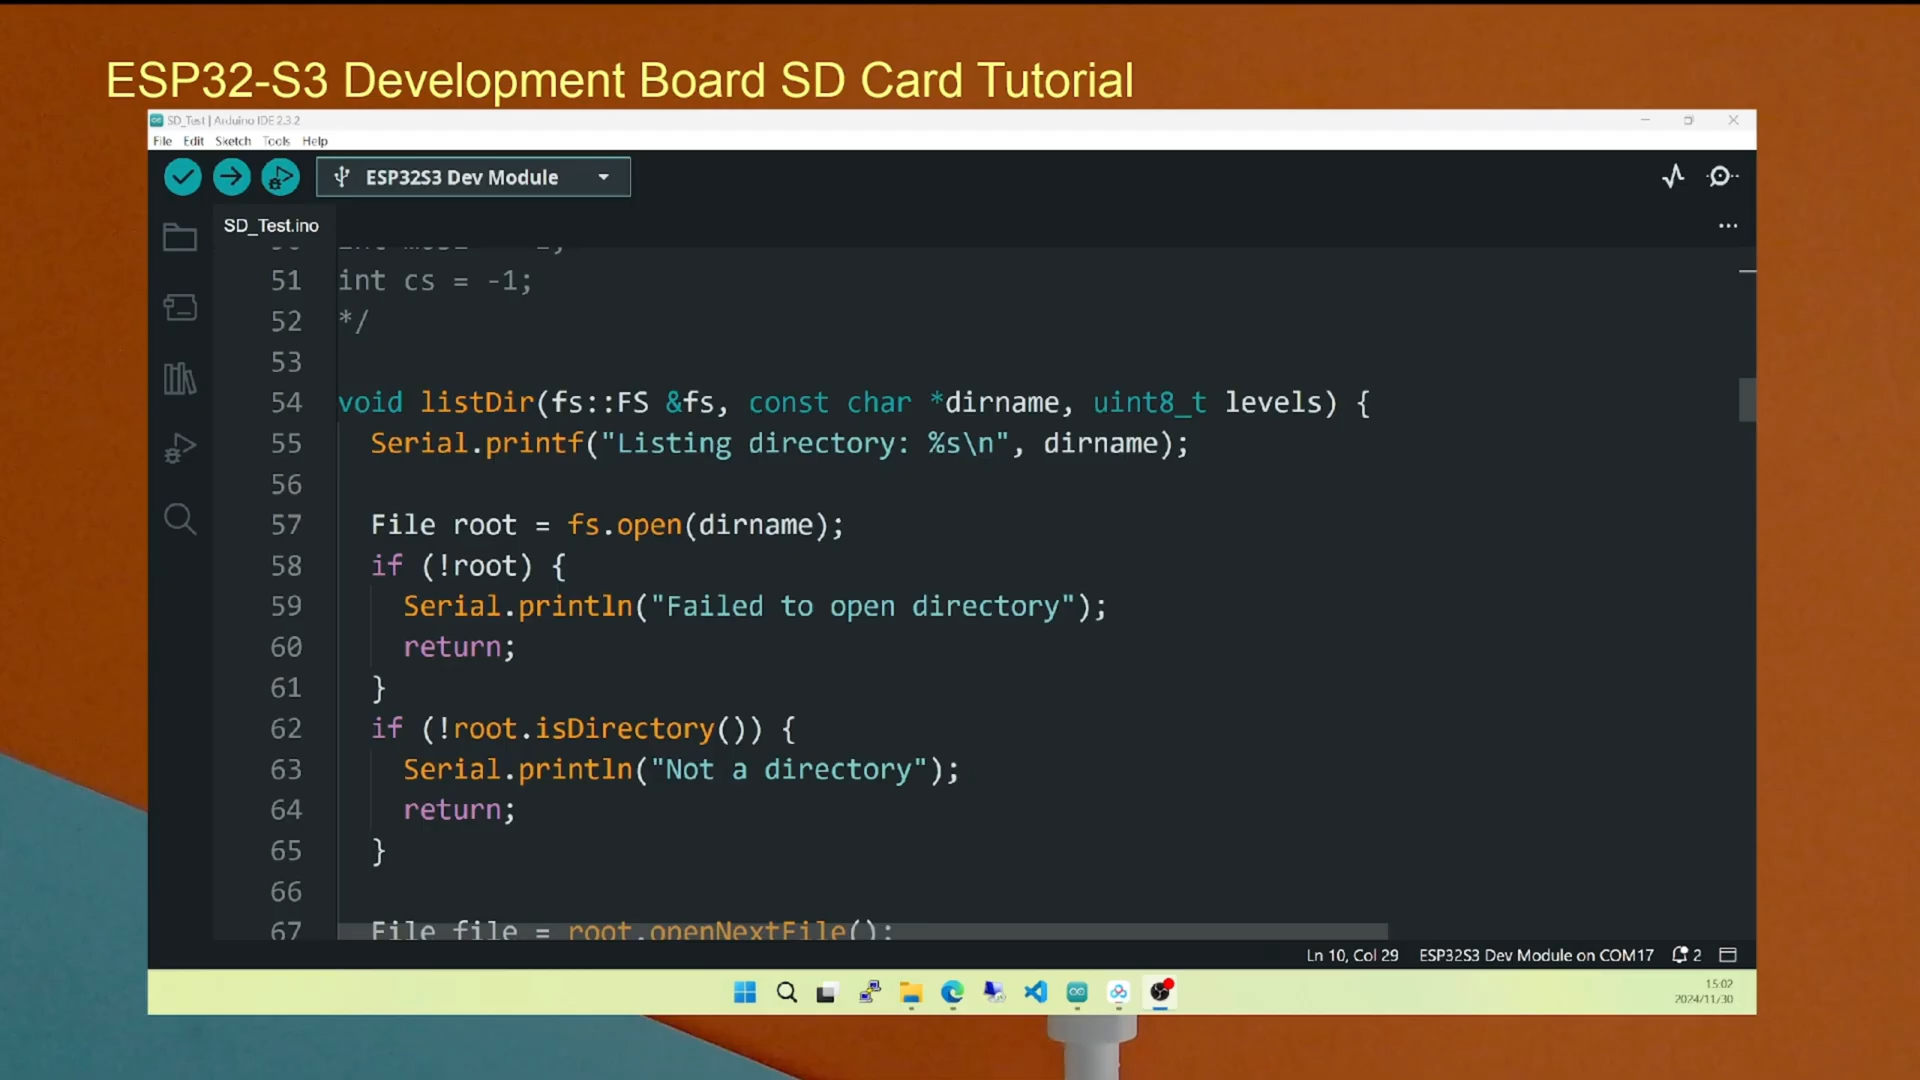 ESP32-S3 Development Board SD Card Tutorial
SD_Test | Arduino IDE 2.3.2
File Edit Sketch Tools Help
ESP32S3 Dev Module
SD_Test.ino
51 int cs = -1;
52 */
53
54 void listDir(fs::FS &fs, const char *dirname, uint8_t levels) {
55 Serial.printf("Listing directory: %s\n", dirname);
56
57 File root = fs.open(dirname);
58 if (!root) {
59 Serial.println("Failed to open directory");
60 return;
61 }
62 if (!root.isDirectory()) {
63 Serial.println("Not a directory");
64 return;
65 }
66
67 File file = root.openNextFile();
Ln 10, Col 29 ESP32S3 Dev Module on COM17 2
15:02
2024/11/30